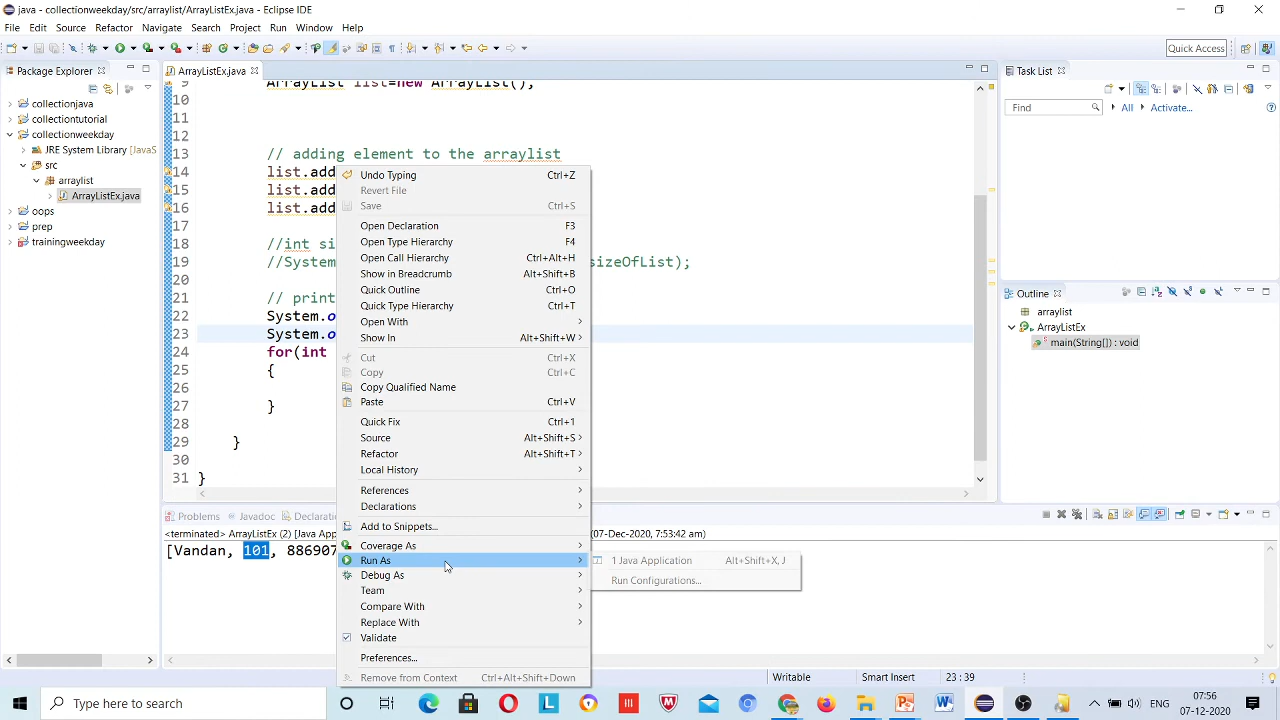 java - collectionweekday/src/arraylist/ArrayListEx.java - Eclipse IDE
File Edit Source Refactor Navigate Search Project Run Window Help
Quick Access
Package Explorer
collectionjava
collectiontutorial
collectionweekday
JRE System Library [JavaS
src
arraylist
ArrayListEx.java
oops
prep
trainingweekday
ArrayListEx.java
9 ArrayList list=new ArrayList();
10
11
12
13 // adding element to the arraylist
14 list.add
15 list.add
16 list.add
17
18 //int si
19 //System sizeOfList);
20
21 // print
22 System.o
23 System.o
24 for(int
25 {
26
27 }
28
29 }
30
31 }
Undo Typing Ctrl+Z
Revert File
Save Ctrl+S
Open Declaration F3
Open Type Hierarchy F4
Open Call Hierarchy Ctrl+Alt+H
Show in Breadcrumb Alt+Shift+B
Quick Outline Ctrl+O
Quick Type Hierarchy Ctrl+T
Open With
Show In Alt+Shift+W
Cut Ctrl+X
Copy Ctrl+C
Copy Qualified Name
Paste Ctrl+V
Quick Fix Ctrl+1
Source Alt+Shift+S
Refactor Alt+Shift+T
Local History
References
Declarations
Add to Snippets...
Coverage As
Run As
Debug As
Team
Compare With
Replace With
Validate
Preferences...
Remove from Context Ctrl+Alt+Shift+Down
1 Java Application Alt+Shift+X, J
Run Configurations...
Problems Javadoc Declaratio
<terminated> ArrayListEx (2) [Java App -Dec-2020, 7:53:42 am)
[Vandan, 101, 886907
Task List
Find All Activate...
Outline
arraylist
ArrayListEx
main(String[]) : void
Writable Smart Insert 23 : 39
Type here to search
ENG
07:56
07-12-2020